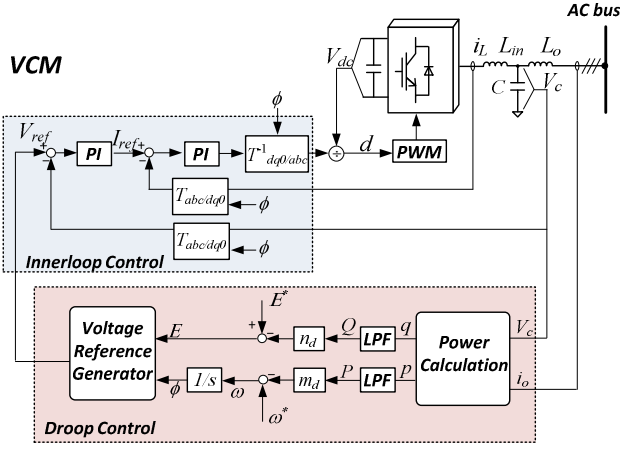 AC bus
VCM
V_dc
i_L
L_in
L_o
C
V_c
ϕ
V_ref
+
-
PI
I_ref
+
-
PI
T^-1_dq0/abc
÷
d
PWM
T_abc/dq0
ϕ
T_abc/dq0
ϕ
Innerloop Control
E*
Voltage Reference Generator
E
+
-
n_d
Q
LPF
q
Power Calculation
V_c
ϕ
1/s
ω
-
m_d
P
LPF
p
i_o
ω*
Droop Control